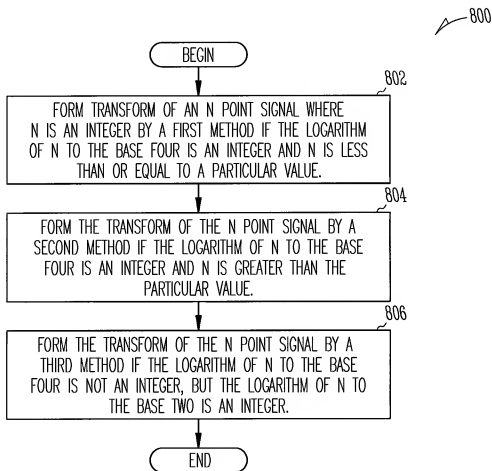 800
BEGIN
802
FORM TRANSFORM OF AN N POINT SIGNAL WHERE
N IS AN INTEGER BY A FIRST METHOD IF THE LOGARITHM
OF N TO THE BASE FOUR IS AN INTEGER AND N IS LESS
THAN OR EQUAL TO A PARTICULAR VALUE.
804
FORM THE TRANSFORM OF THE N POINT SIGNAL BY A
SECOND METHOD IF THE LOGARITHM OF N TO THE BASE
FOUR IS AN INTEGER AND N IS GREATER THAN THE
PARTICULAR VALUE.
806
FORM THE TRANSFORM OF THE N POINT SIGNAL BY A
THIRD METHOD IF THE LOGARITHM OF N TO THE BASE
FOUR IS NOT AN INTEGER, BUT THE LOGARITHM OF N TO
THE BASE TWO IS AN INTEGER.
END